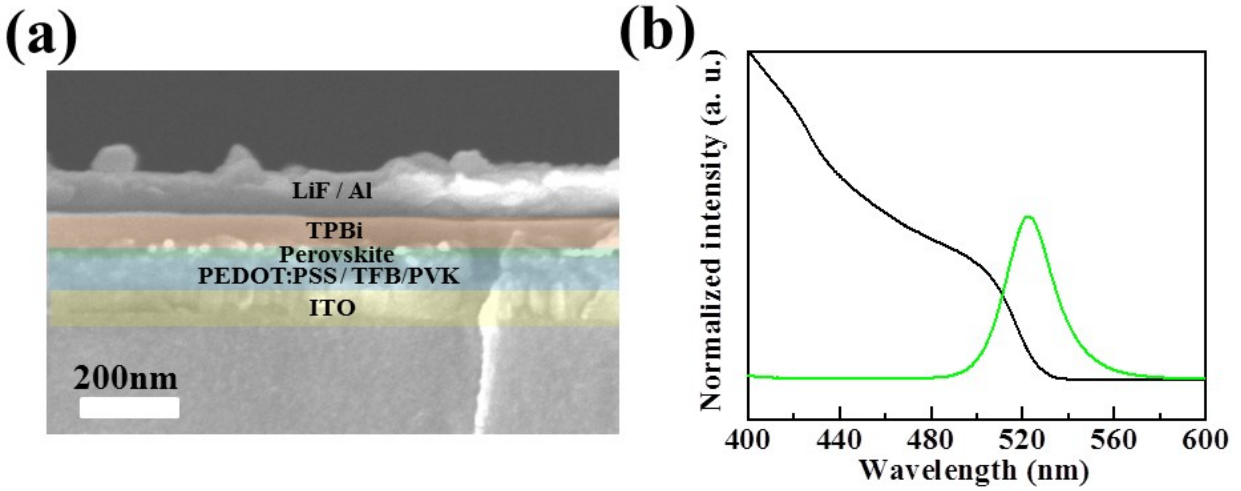 (a)
LiF / Al
TPBi
Perovskite
PEDOT:PSS/ TFB/PVK
ITO
200nm
(b)
Normalized intensity (a. u.)
400 440 480 520 560 600
Wavelength (nm)